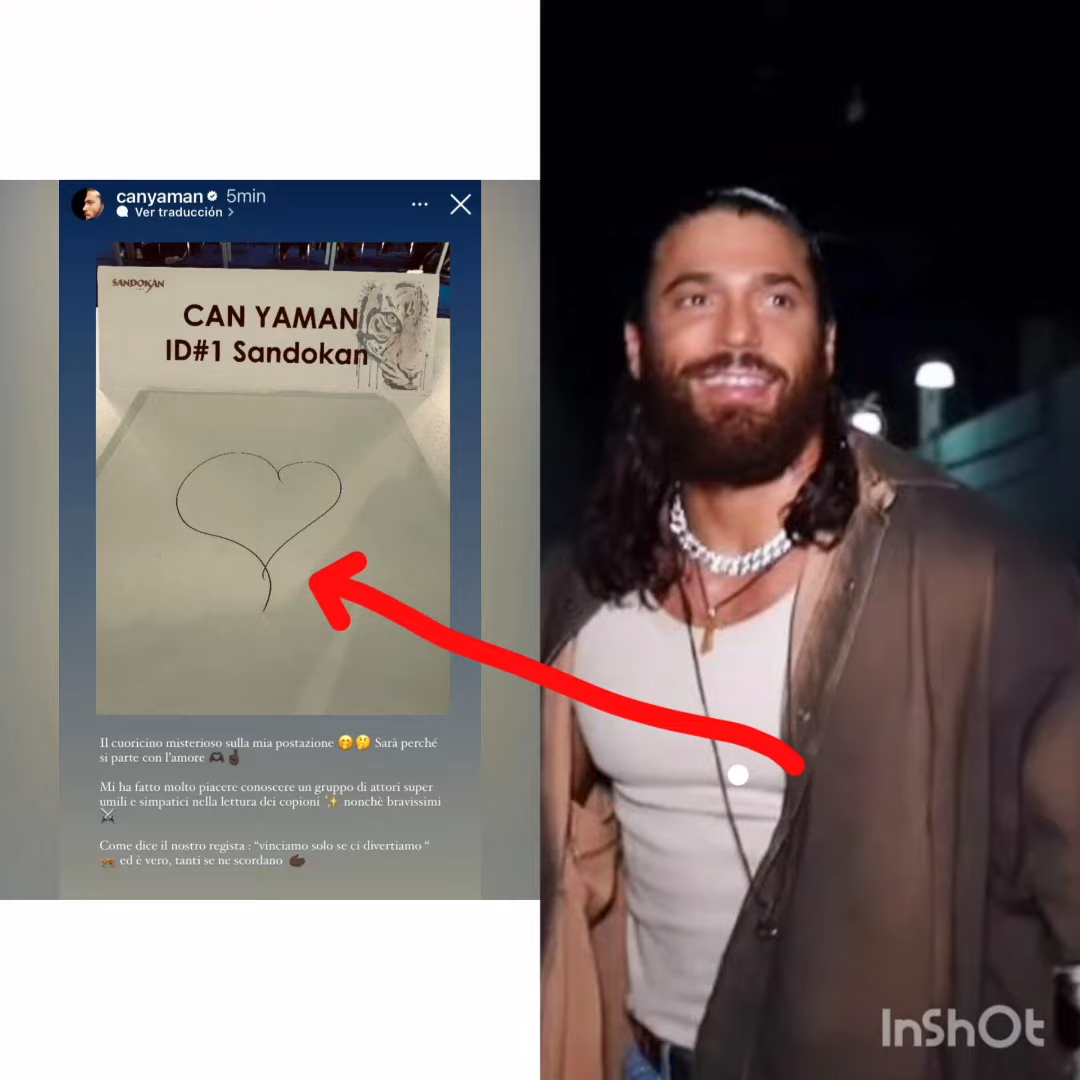 canyaman 5min
Ver traducción >
SANDOKAN
CAN YAMAN
ID#1 Sandokan
Il cuoricino misterioso sulla mia postazione 🤭🤔 Sarà perché
si parte con l'amore 🫶🏿🤞🏿
Mi ha fatto molto piacere conoscere un gruppo di attori super
umili e simpatici nella lettura dei copioni ✨ nonchè bravissimi
⚔️
Come dice il nostro regista : “vinciamo solo se ci divertiamo “
🐅 ed è vero, tanti se ne scordano 👊🏿
InShOt